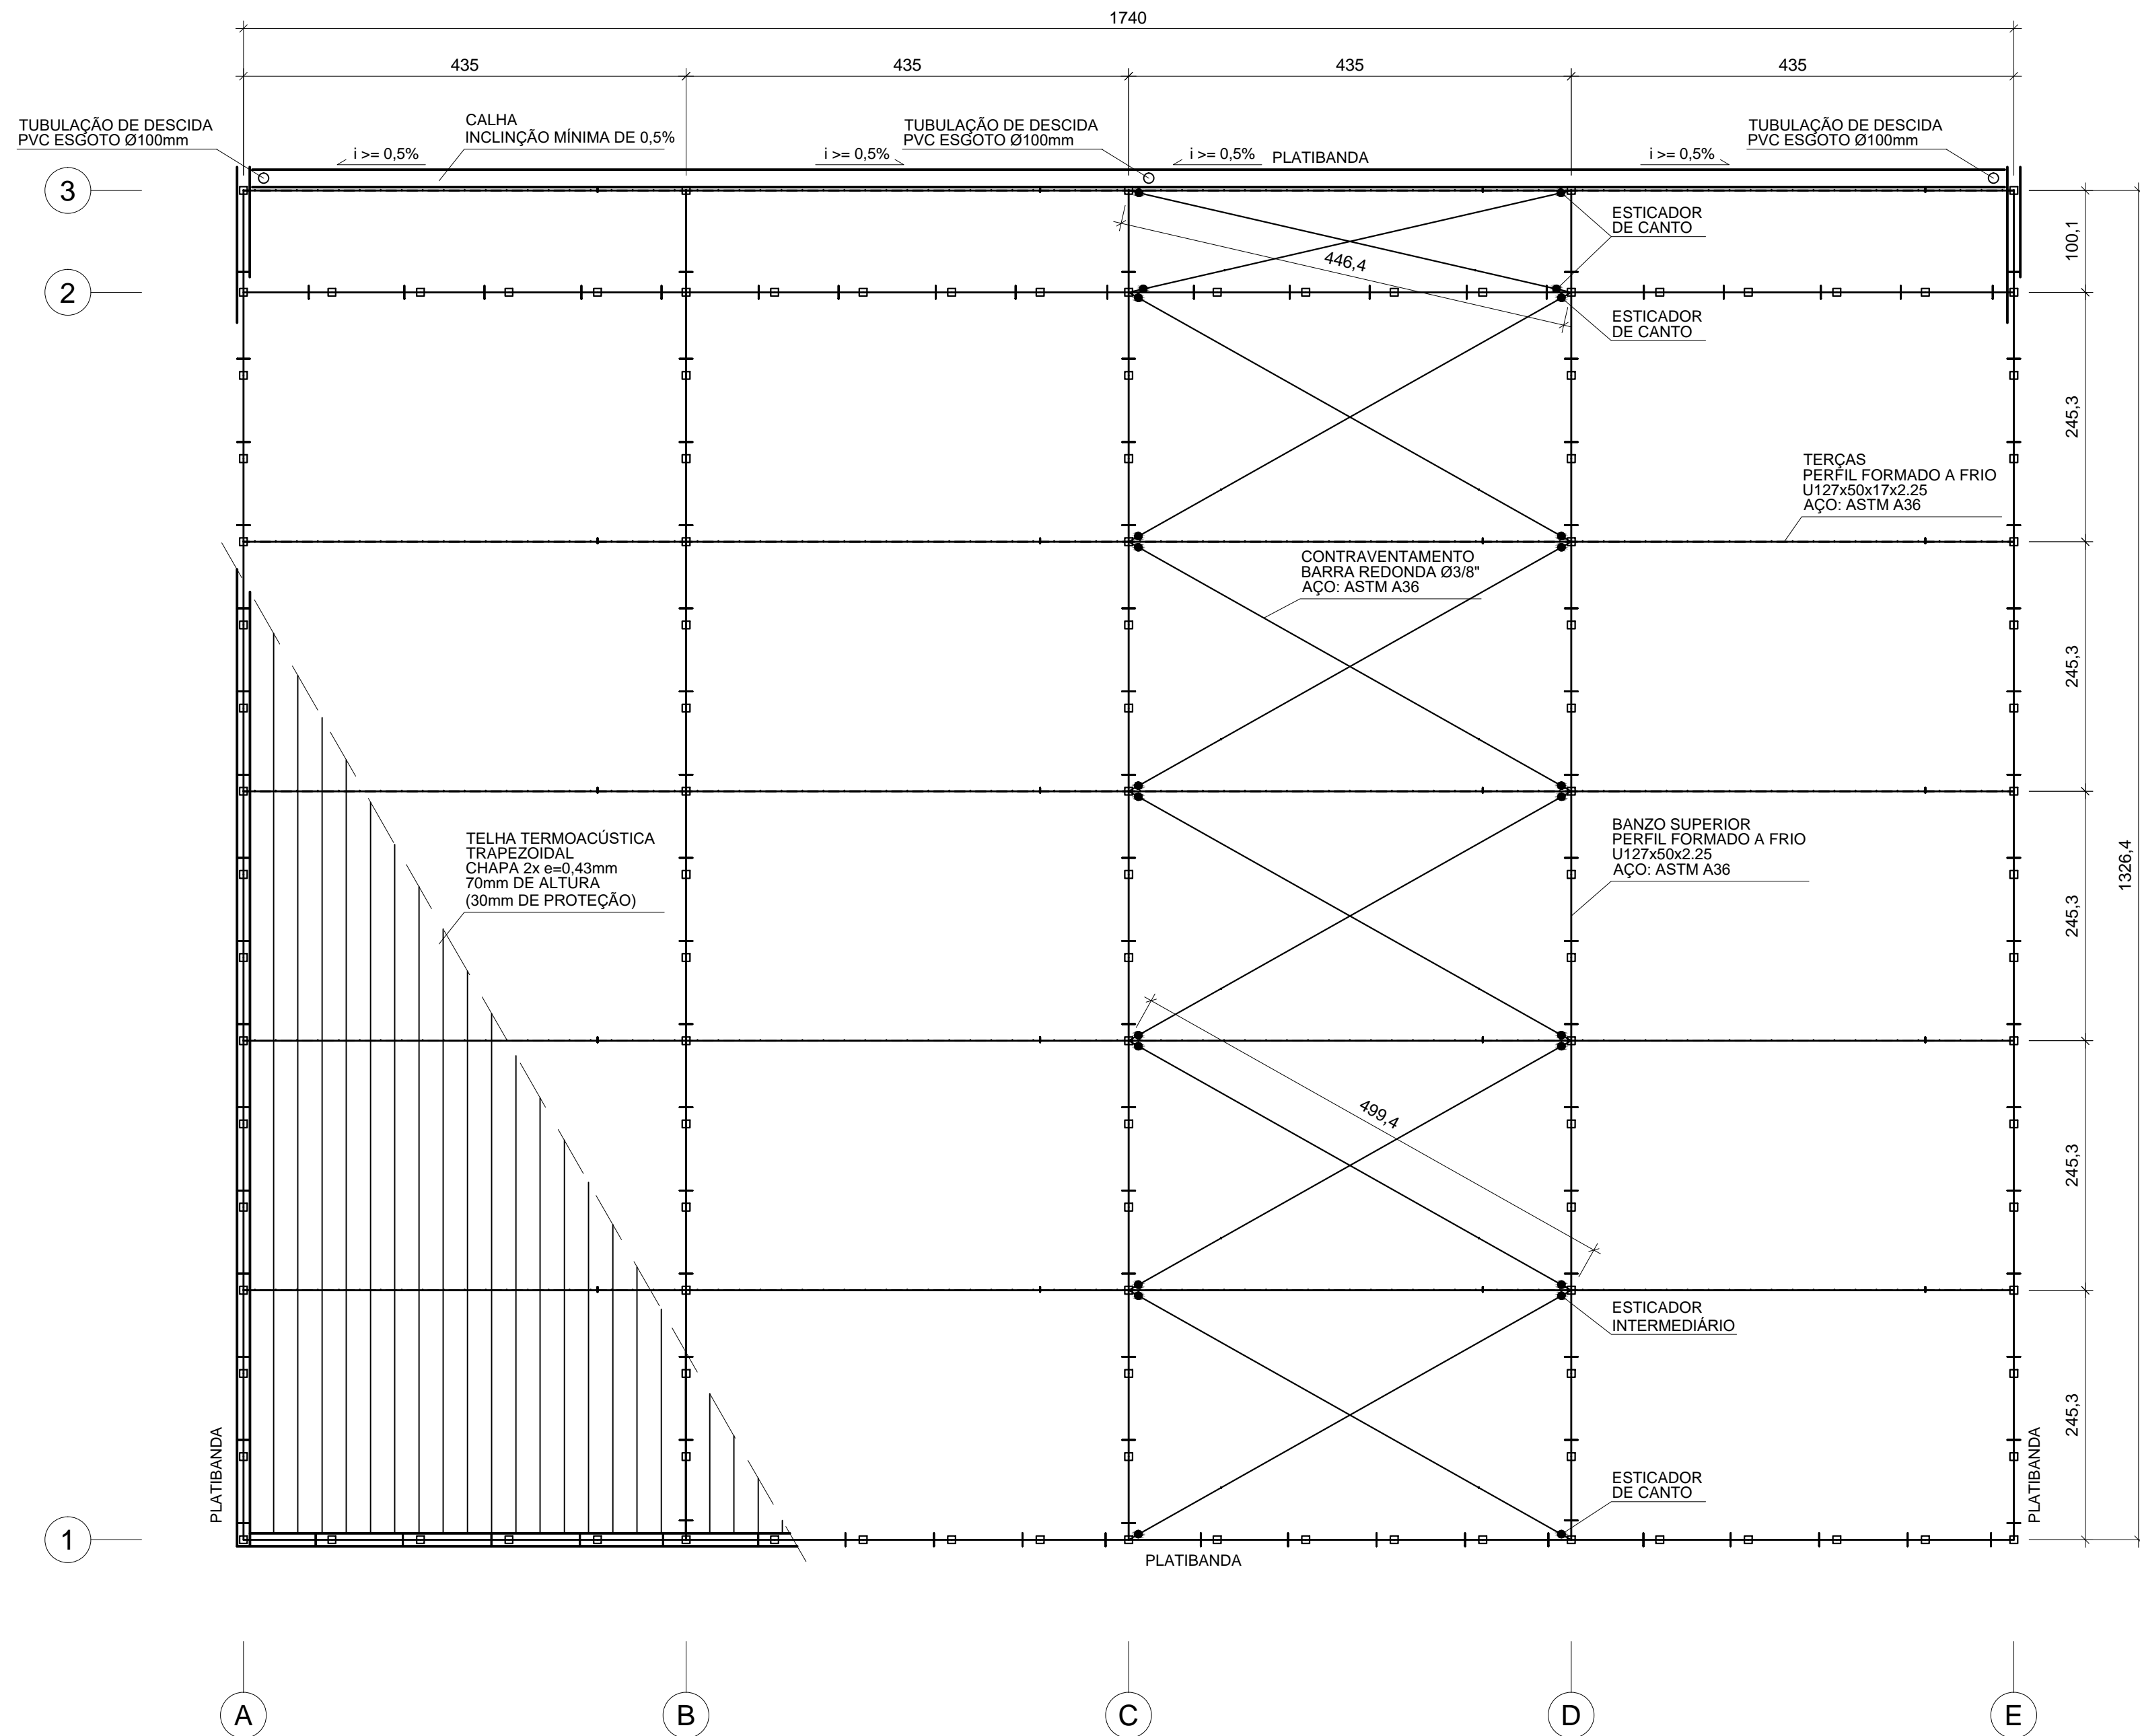 1740
435
435
435
435
TUBULAÇÃO DE DESCIDA
PVC ESGOTO Ø100mm
CALHA
INCLINÇÃO MÍNIMA DE 0,5%
TUBULAÇÃO DE DESCIDA
PVC ESGOTO Ø100mm
TUBULAÇÃO DE DESCIDA
PVC ESGOTO Ø100mm
i >= 0,5%
i >= 0,5%
i >= 0,5%
PLATIBANDA
i >= 0,5%
3
ESTICADOR
DE CANTO
100,1
446,4
2
ESTICADOR
DE CANTO
245,3
TERÇAS
PERFIL FORMADO A FRIO
U127x50x17x2.25
AÇO: ASTM A36
CONTRAVENTAMENTO
BARRA REDONDA Ø3/8"
AÇO: ASTM A36
245,3
TELHA TERMOACÚSTICA
TRAPEZOIDAL
CHAPA 2x e=0,43mm
70mm DE ALTURA
(30mm DE PROTEÇÃO)
BANZO SUPERIOR
PERFIL FORMADO A FRIO
U127x50x2.25
AÇO: ASTM A36
1326,4
245,3
499,4
245,3
ESTICADOR
INTERMEDIÁRIO
245,3
PLATIBANDA
ESTICADOR
DE CANTO
PLATIBANDA
1
PLATIBANDA
A
B
C
D
E